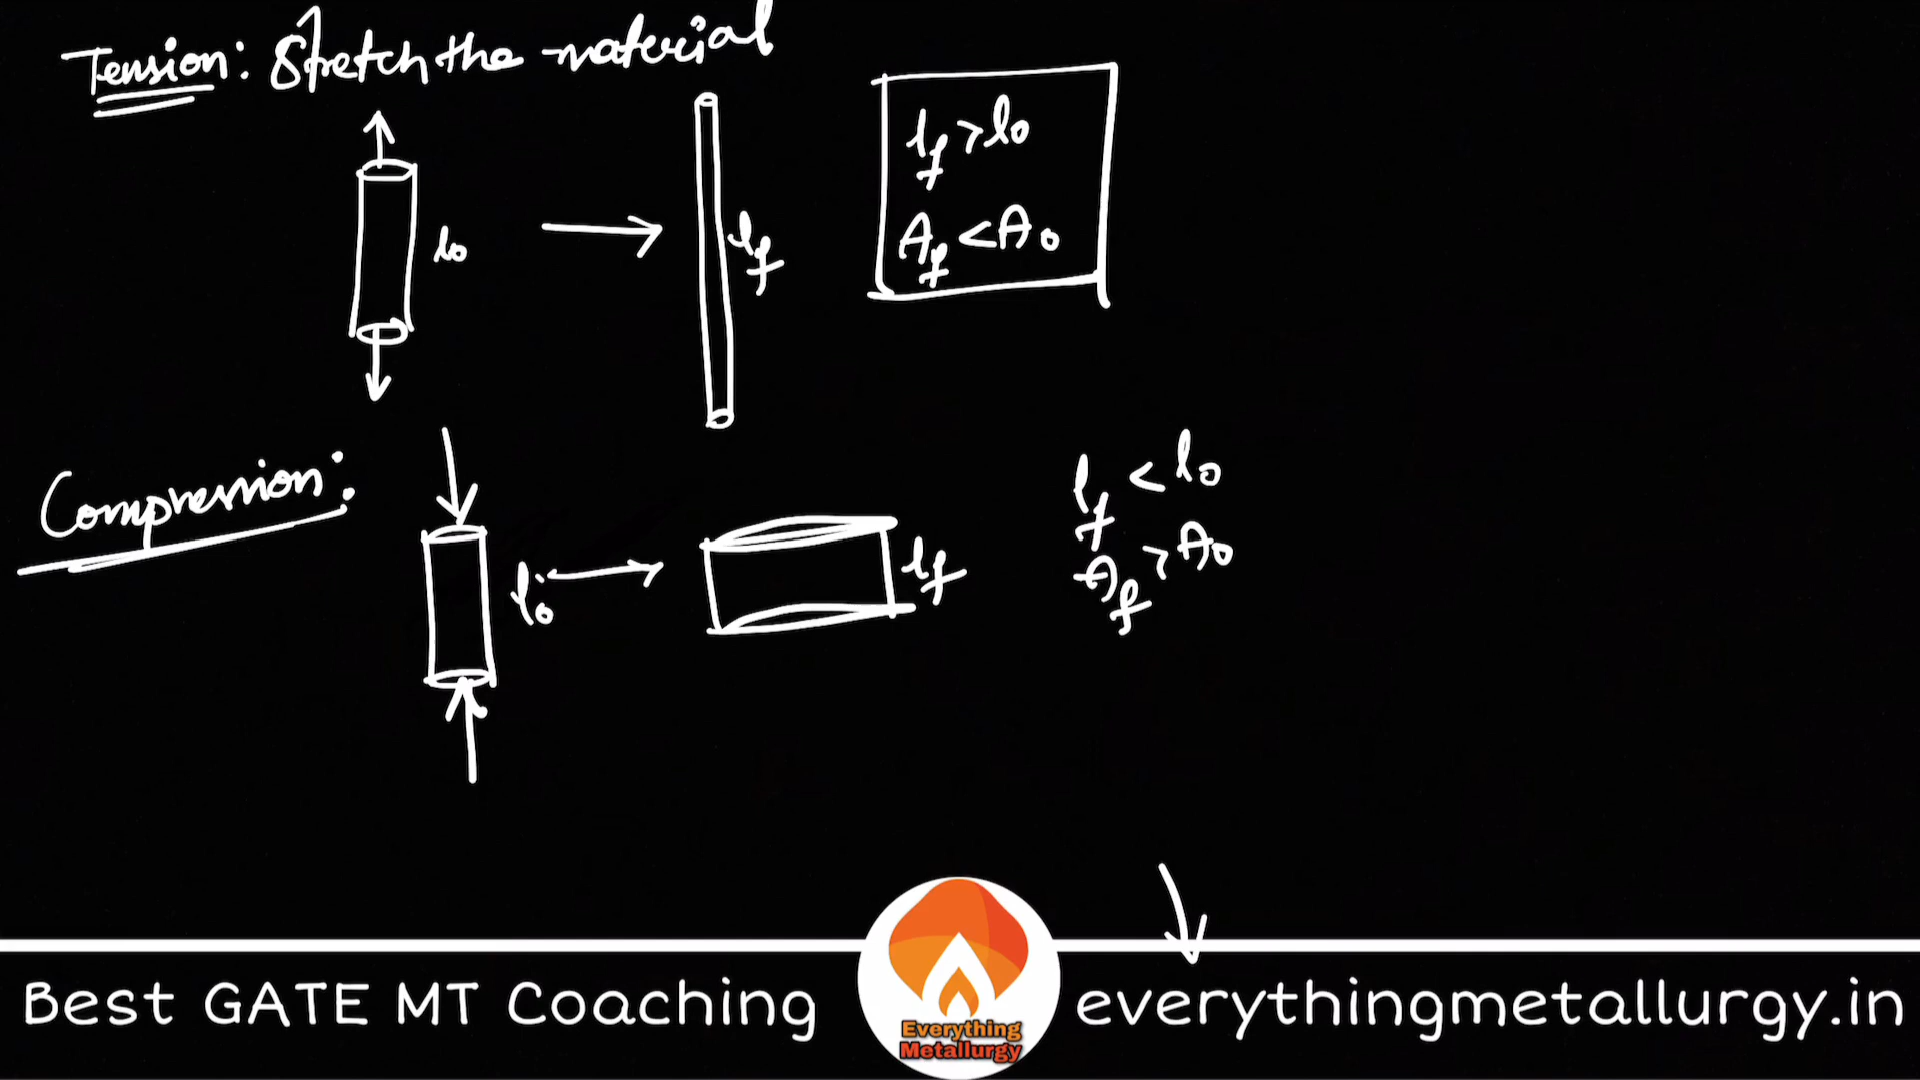 Tension: Stretch the material
l₀
l_f
l_f > l₀
A_f < A₀
Compression:
l₀
l_f
l_f < l₀
A_f > A₀
Best GATE MT Coaching
Everything
Metallurgy
everythingmetallurgy.in